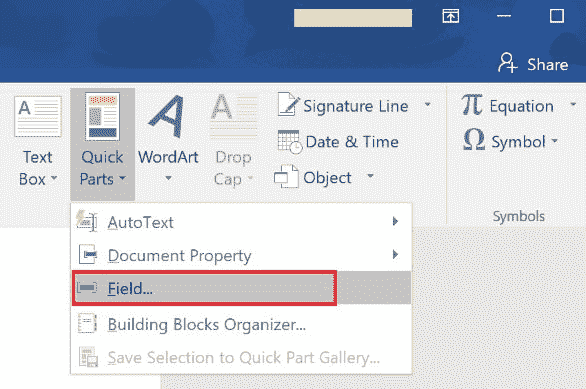 Share
Text
Box
Quick
Parts
WordArt
Drop
Cap
Signature Line
Date & Time
Object
Equation
Symbol
Symbols
AutoText
Document Property
Field...
Building Blocks Organizer...
Save Selection to Quick Part Gallery...